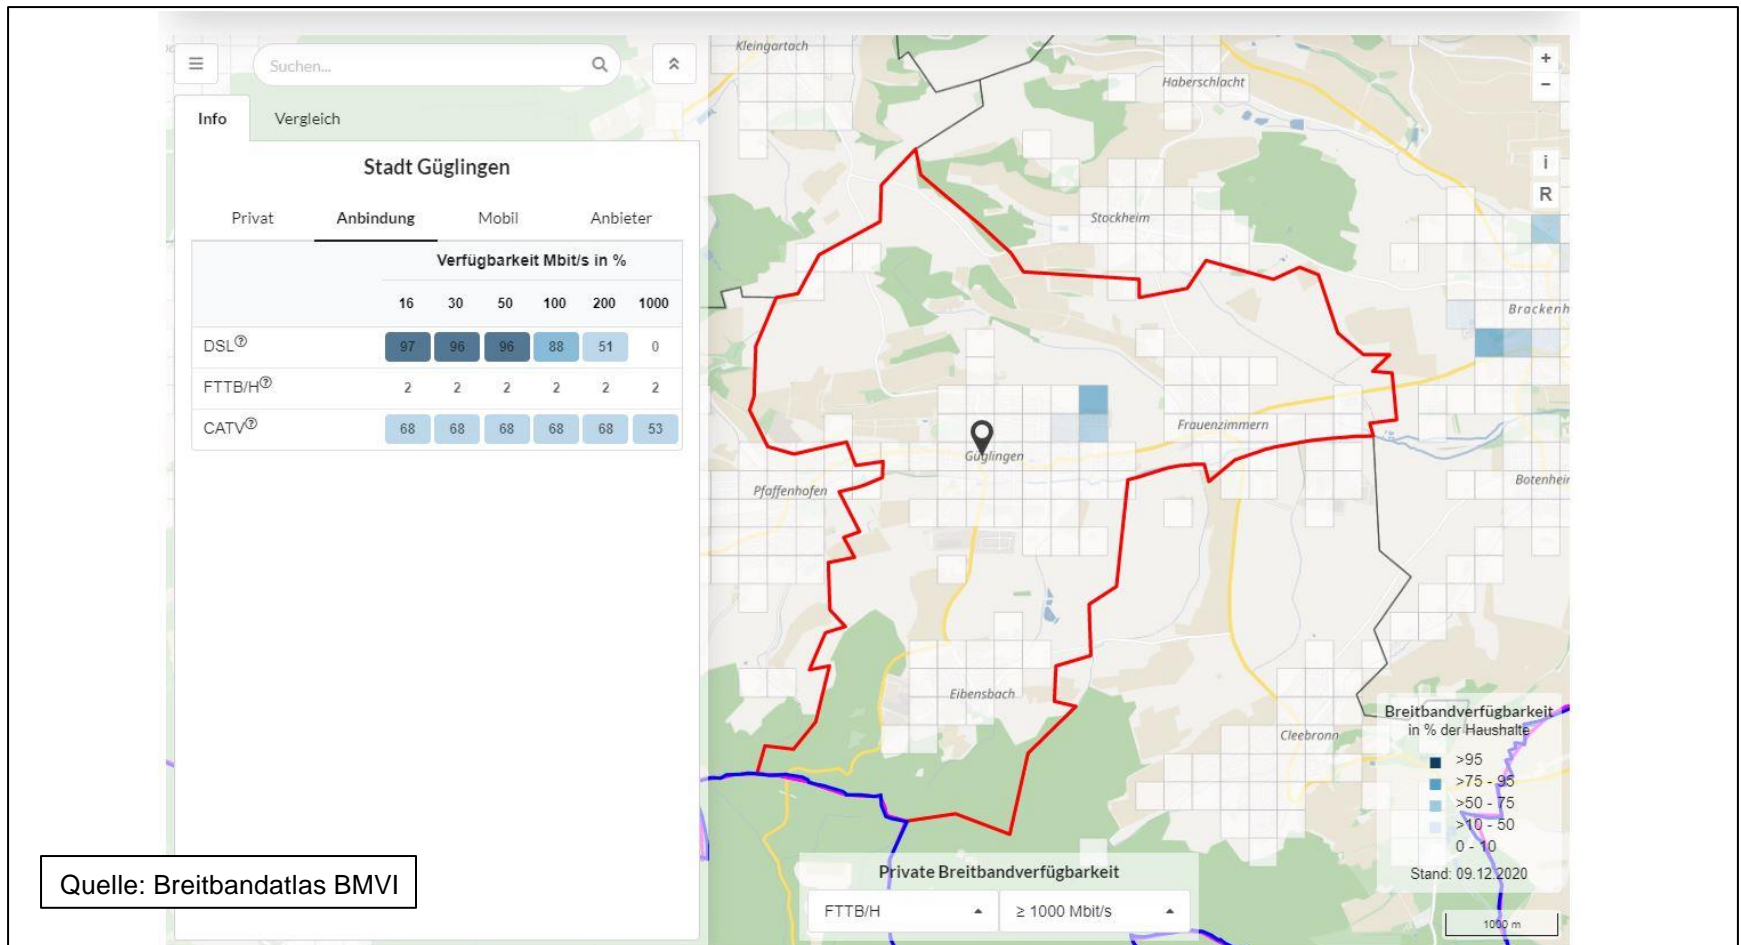 Suchen...
Info Vergleich
Stadt Güglingen
Privat Anbindung Mobil Anbieter
Verfügbarkeit Mbit/s in %
16 30 50 100 200 1000
DSL 97 96 96 88 51 0
FTTB/H 2 2 2 2 2 2
CATV 68 68 68 68 68 53
Quelle: Breitbandatlas BMVI
Kleingartach
Haberschlacht
+
−
i
R
Stockheim
Brackenh
Frauenzimmern
Güglingen
Pfaffenhofen
Botenheir
Eibensbach
Cleebronn
Breitbandverfügbarkeit
in % der Haushalte
>95
>75 - 95
>50 - 75
>10 - 50
0 - 10
Stand: 09.12.2020
Private Breitbandverfügbarkeit
FTTB/H ≥ 1000 Mbit/s
1000 m